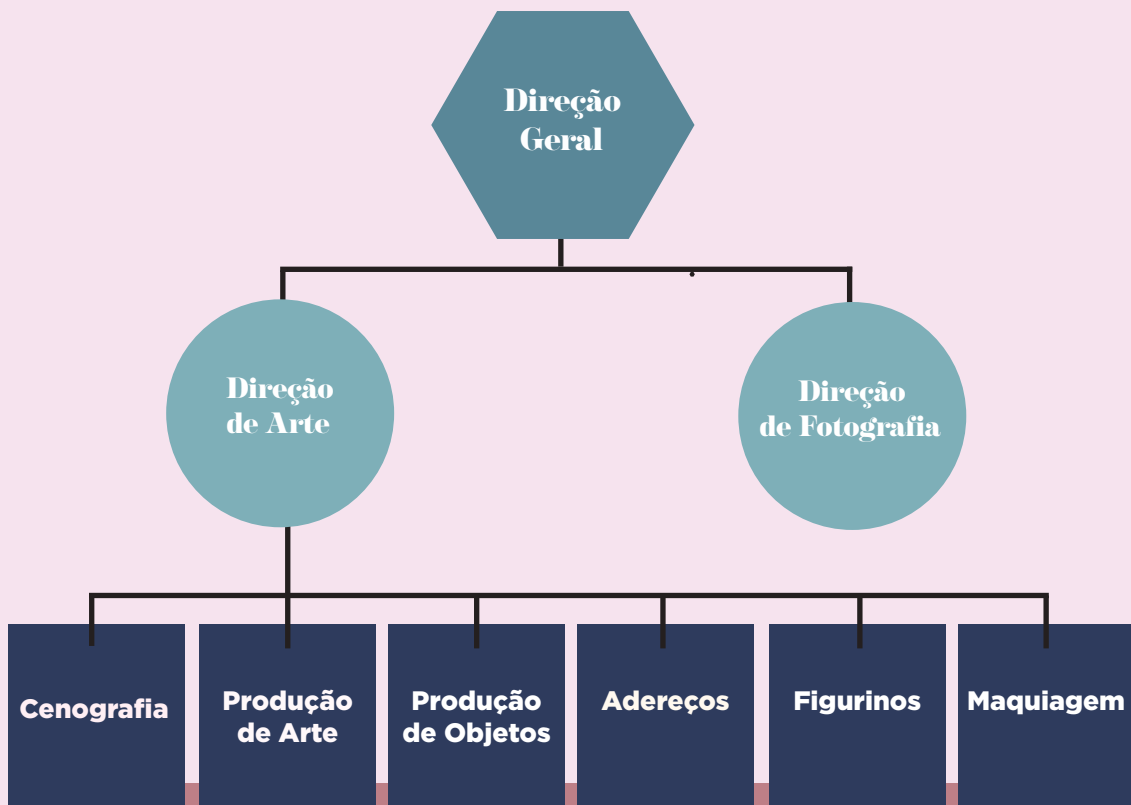 Direção
Geral
Direção
de Arte
Direção
de Fotografia
Cenografia
Produção
de Arte
Produção
de Objetos
Adereços
Figurinos
Maquiagem